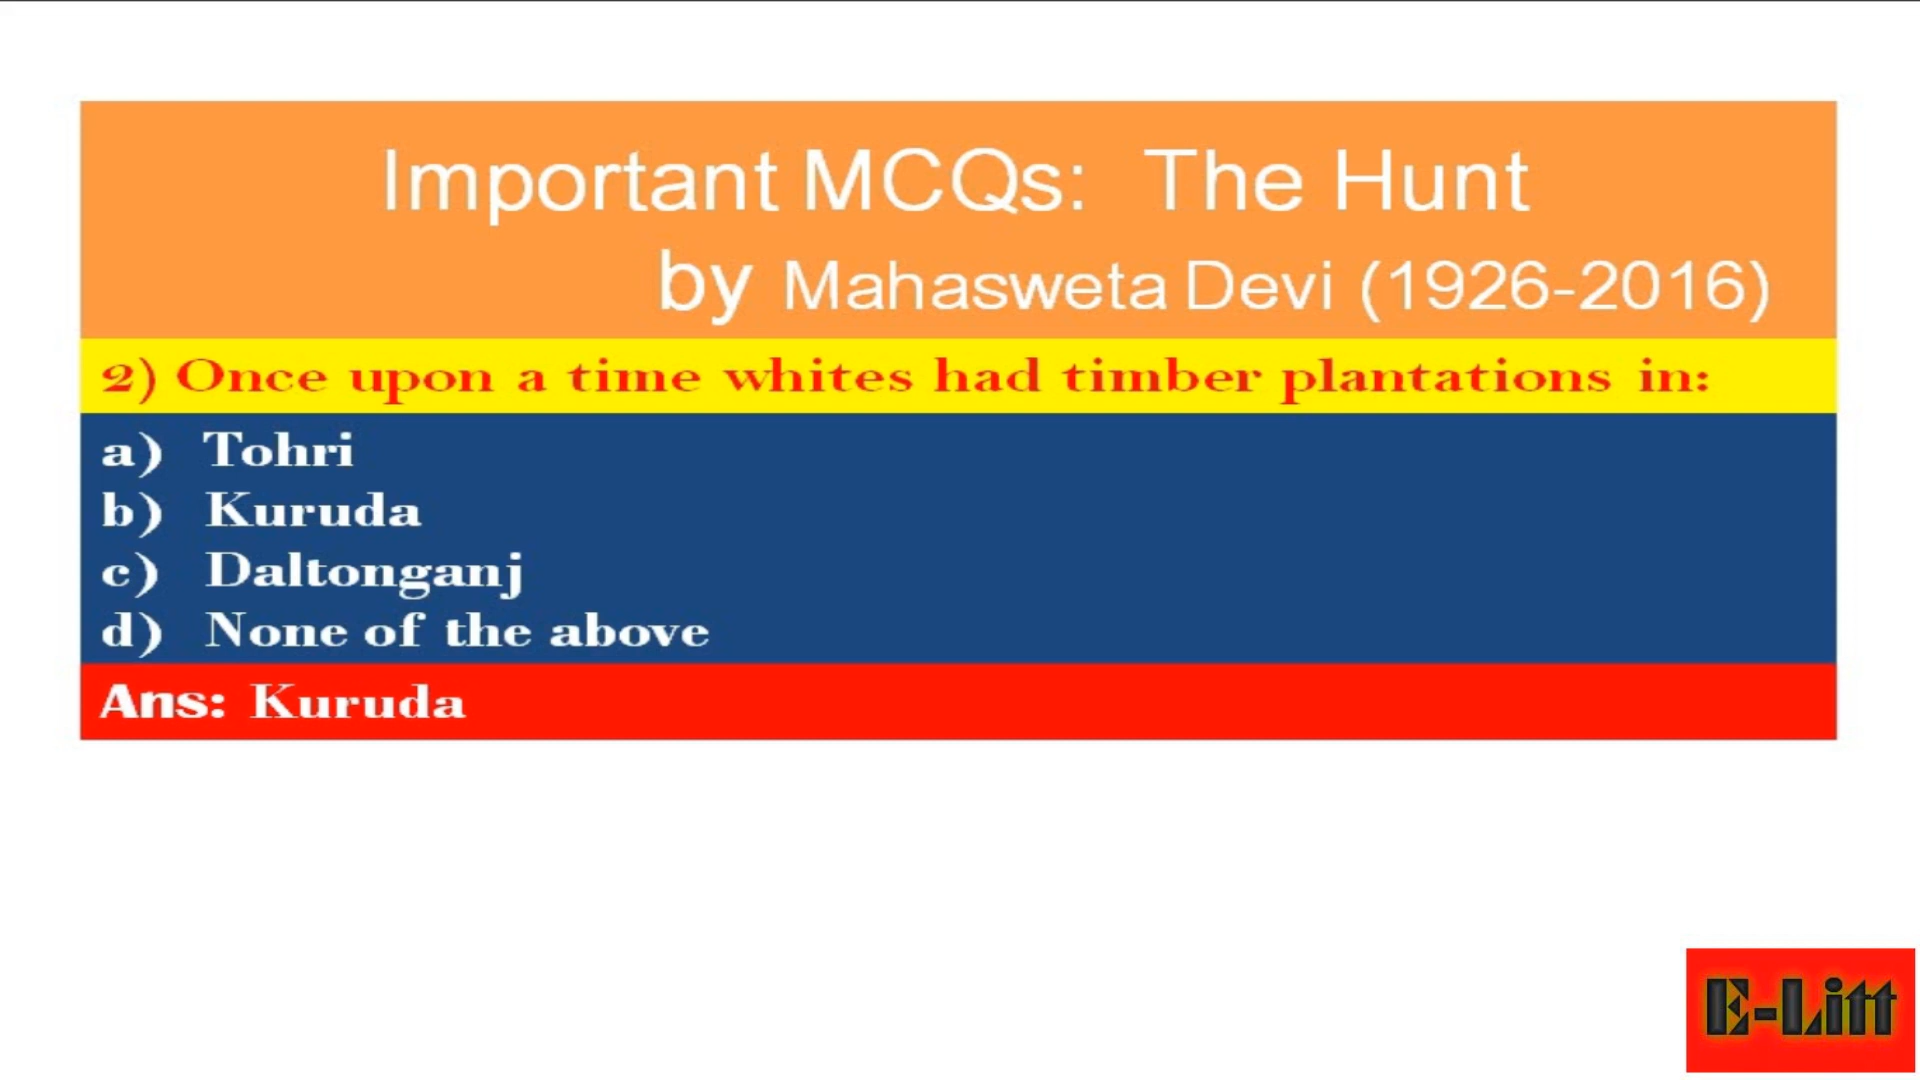 Important MCQs: The Hunt
by Mahasweta Devi (1926-2016)
2) Once upon a time whites had timber plantations in:
a) Tohri
b) Kuruda
c) Daltonganj
d) None of the above
Ans: Kuruda
E-Litt